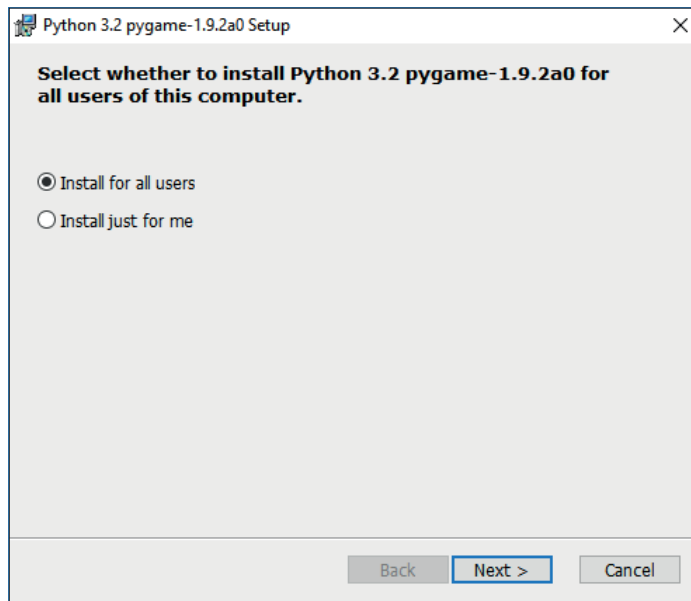 Python 3.2 pygame-1.9.2a0 Setup
Select whether to install Python 3.2 pygame-1.9.2a0 for
all users of this computer.
Install for all users
Install just for me
Back Next > Cancel